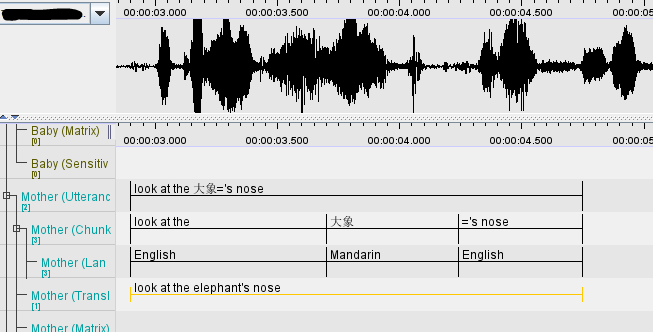 00:00:03.000 00:00:03.500 00:00:04.000 00:00:04.500 00:00:05
00:00:03.000 00:00:03.500 00:00:04.000 00:00:04.500 00:00:05
Baby (Matrix)
[0]
Baby (Sensitiv
[0]
Mother (Utteranc
[2]
look at the 大象='s nose
Mother (Chunk
[3]
look at the 大象 ='s nose
Mother (Lan
[3]
English Mandarin English
Mother (Transl
[1]
look at the elephant's nose
Mother (Matrix)